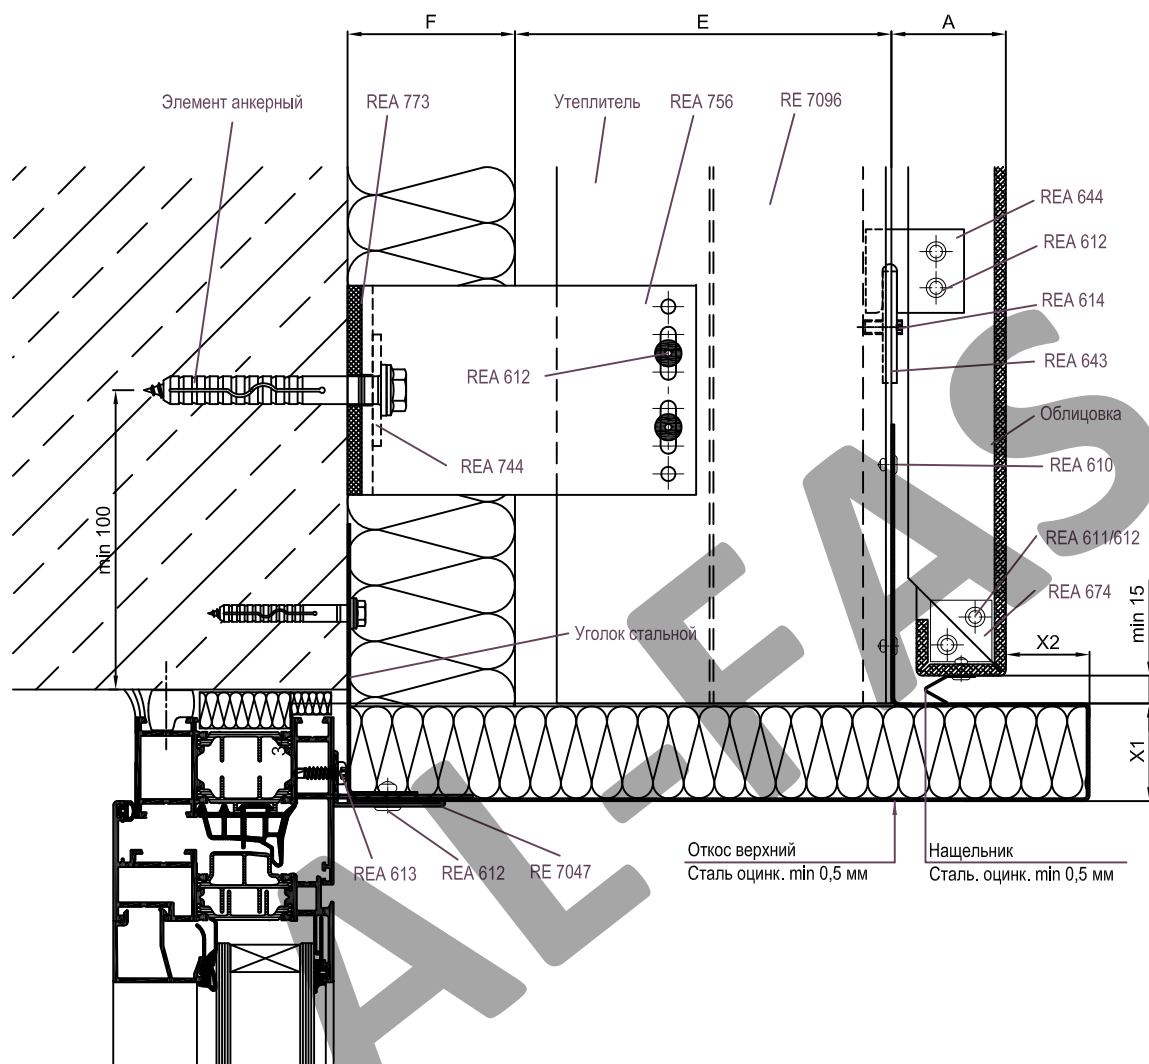 F
E
A
Элемент анкерный
REA 773
Утеплитель
REA 756
RE 7096
REA 644
REA 612
REA 614
REA 612
REA 643
Облицовка
REA 744
REA 610
min 100
REA 611/612
REA 674
min 15
Уголок стальной
X2
X1
Откос верхний
Сталь оцинк. min 0,5 мм
Нащельник
Сталь. оцинк. min 0,5 мм
REA 613
REA 612
RE 7047
AL-FAS